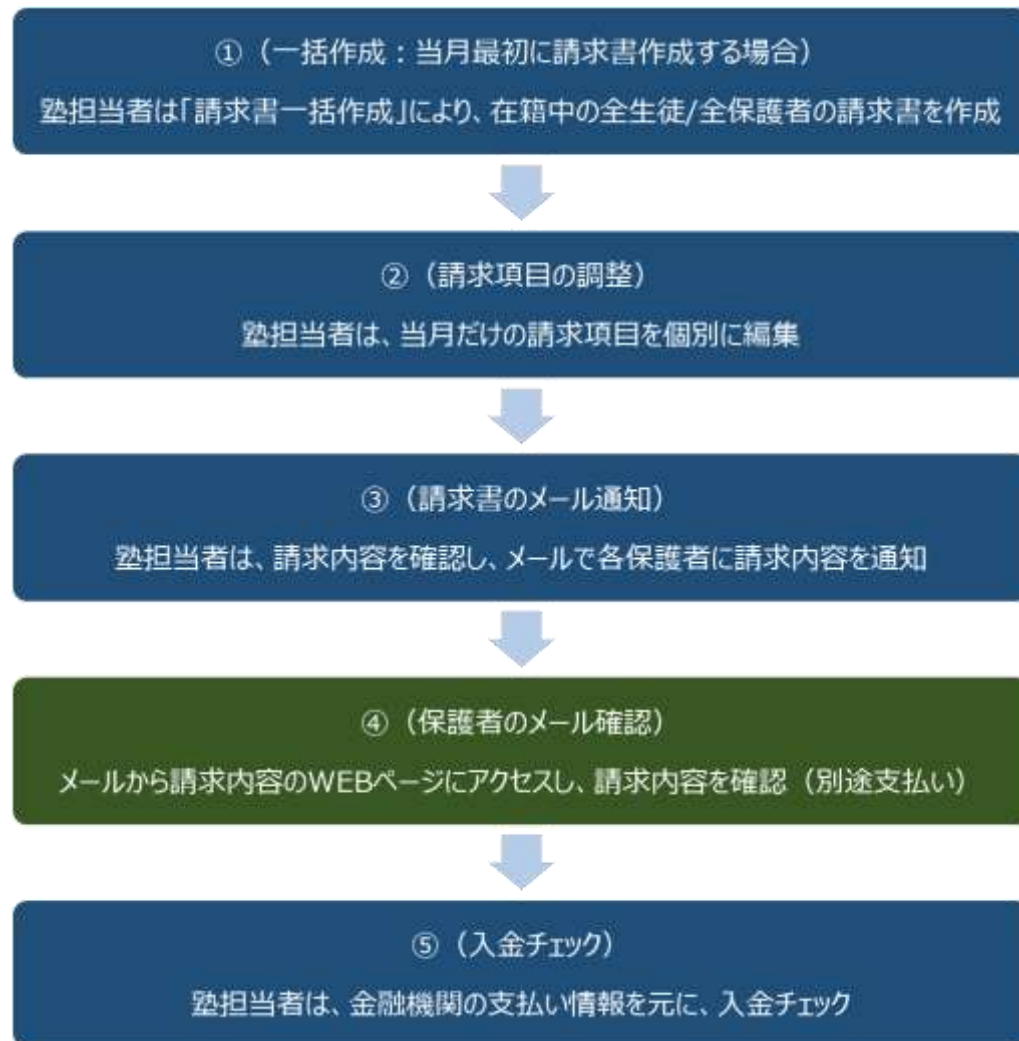 ①（一括作成：当月最初に請求書作成する場合）
塾担当者は「請求書一括作成」により、在籍中の全生徒/全保護者の請求書を作成
②（請求項目の調整）
塾担当者は、当月だけの請求項目を個別に編集
③（請求書のメール通知）
塾担当者は、請求内容を確認し、メールで各保護者に請求内容を通知
④（保護者のメール確認）
メールから請求内容のWEBページにアクセスし、請求内容を確認（別途支払い）
⑤（入金チェック）
塾担当者は、金融機関の支払い情報を元に、入金チェック